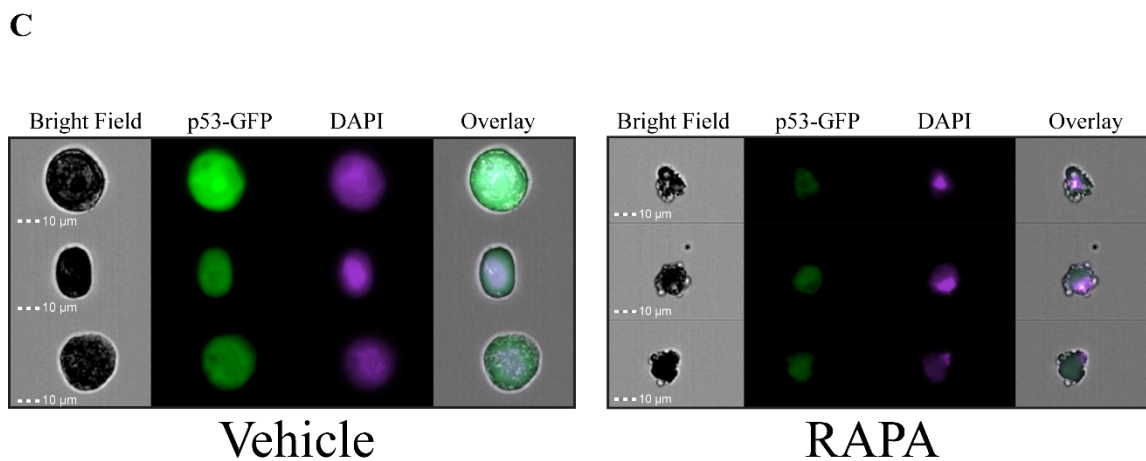 C
Bright Field p53-GFP DAPI Overlay
Bright Field p53-GFP DAPI Overlay
10 µm
10 µm
10 µm
10 µm
10 µm
10 µm
Vehicle
RAPA